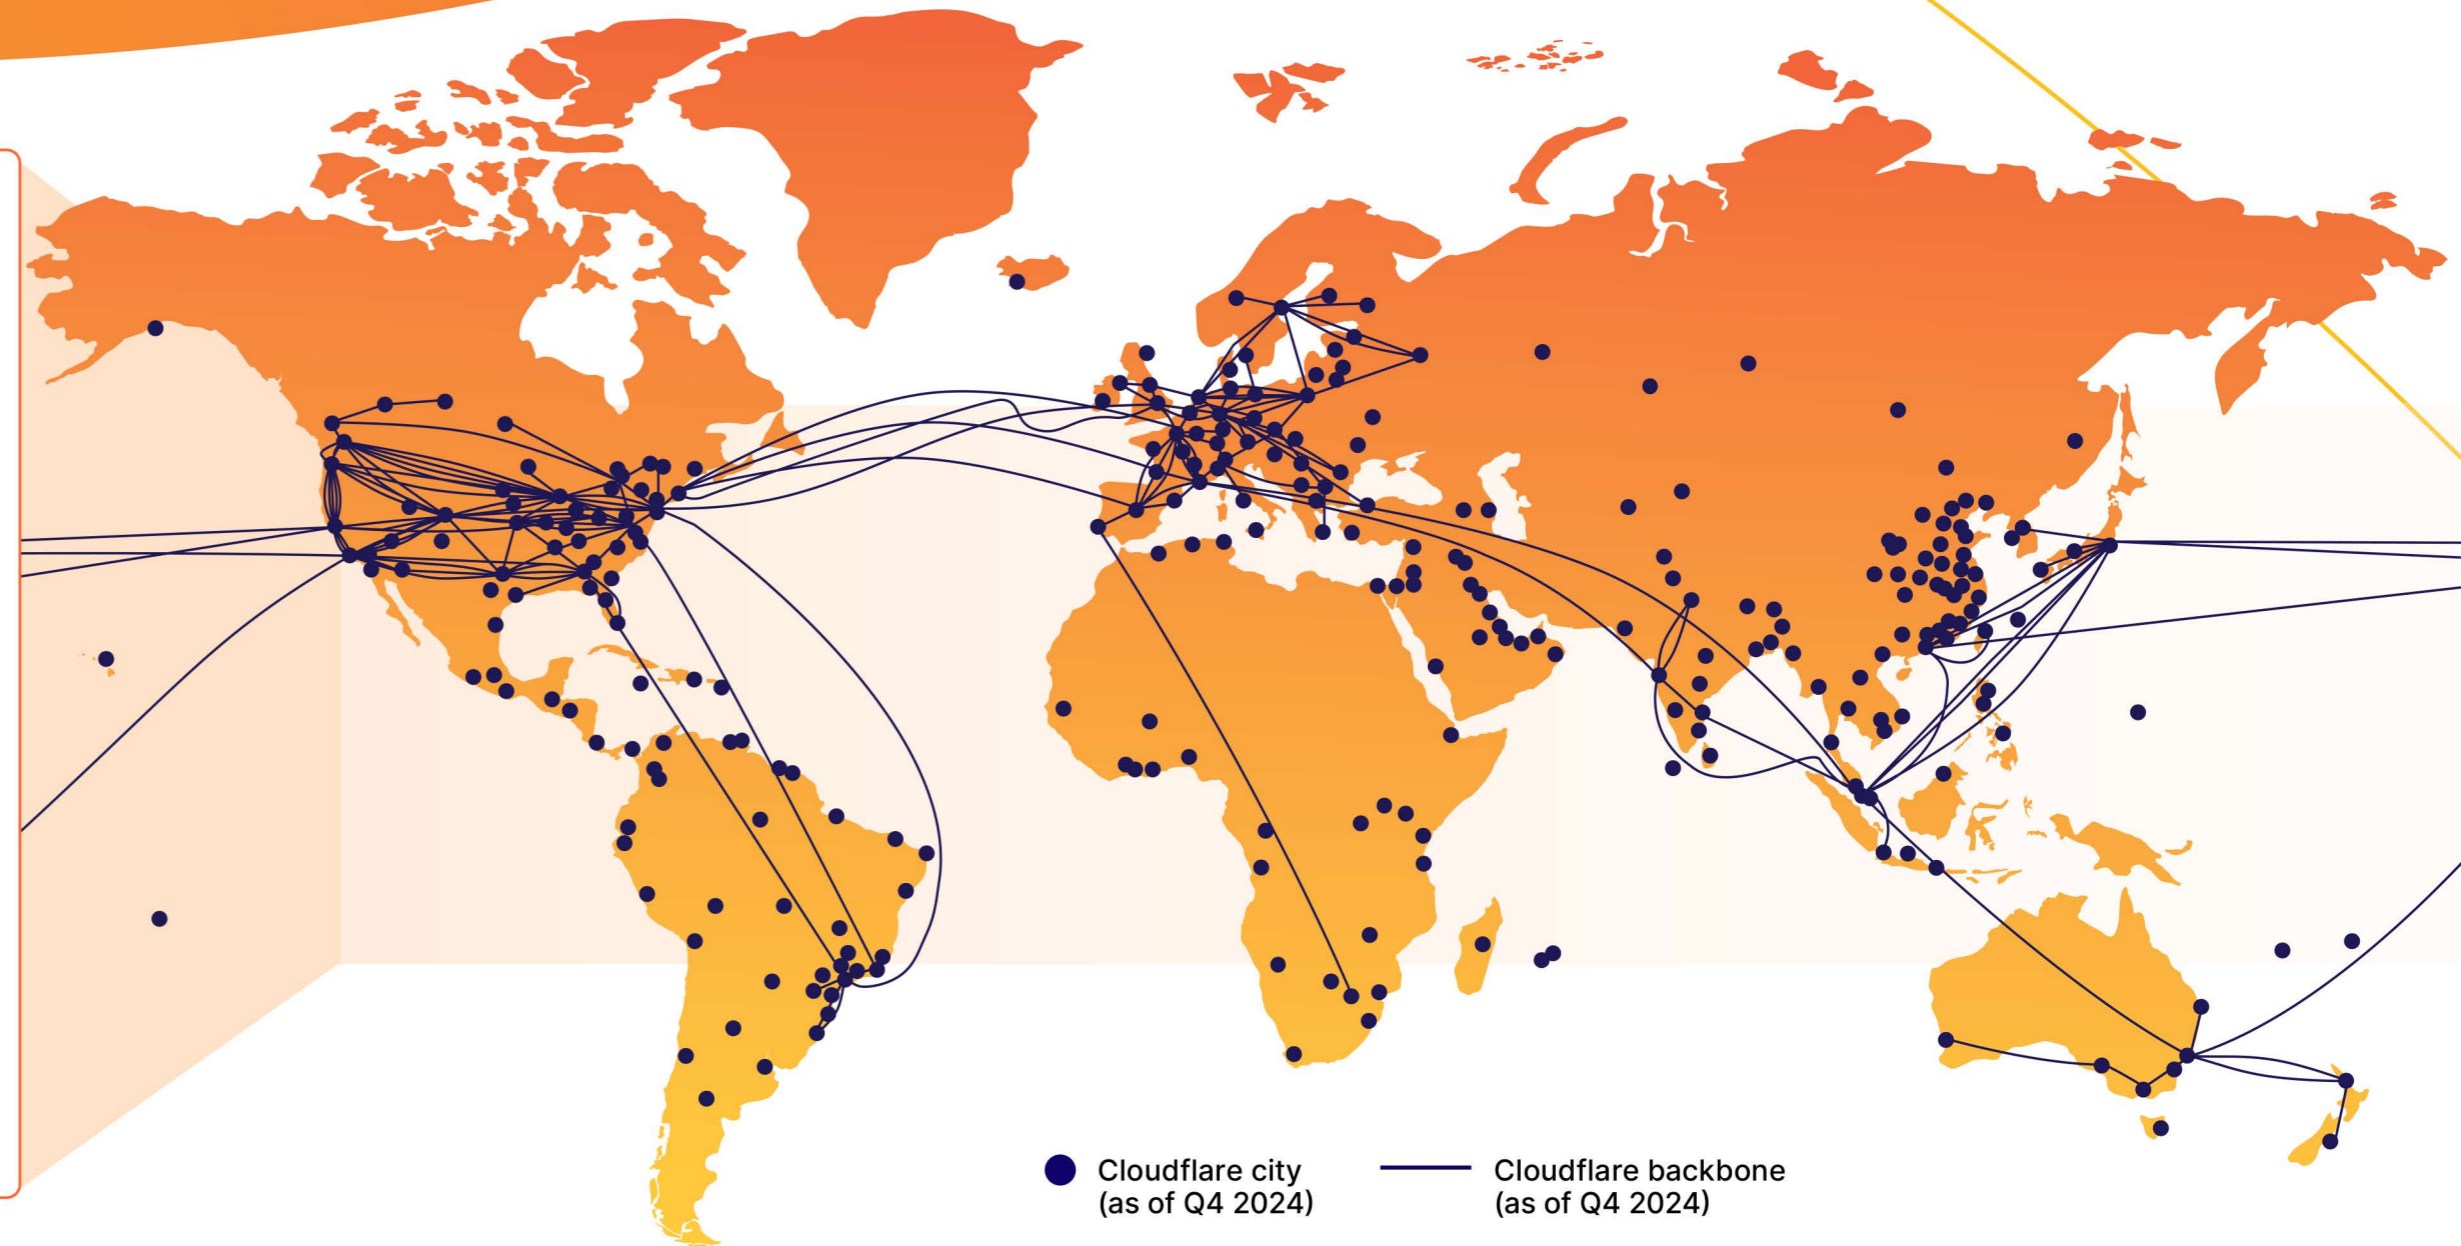 Cloudflare city
(as of Q4 2024)
Cloudflare backbone
(as of Q4 2024)